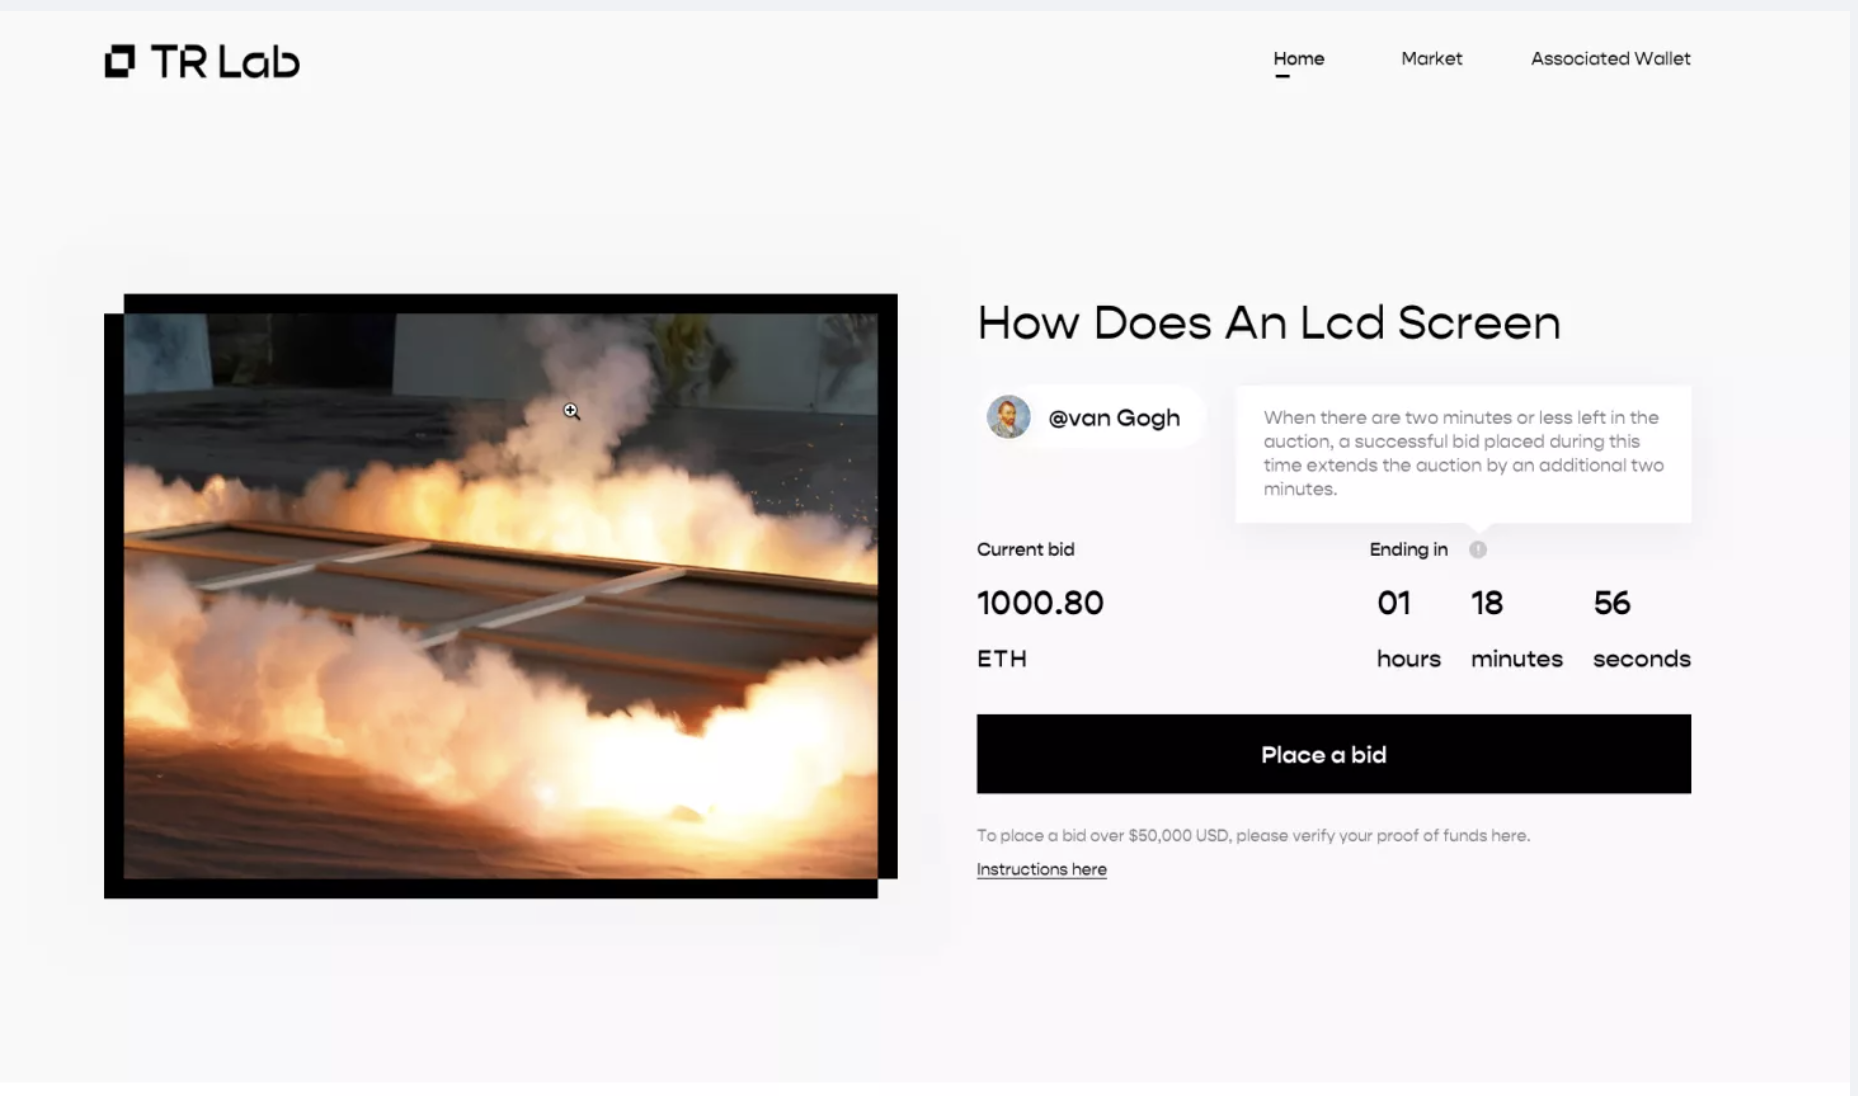 TR Lab
Home
Market
Associated Wallet
How Does An Lcd Screen
@van Gogh
When there are two minutes or less left in the
auction, a successful bid placed during this
time extends the auction by an additional two
minutes.
Current bid
Ending in
1000.80
01 18 56
ETH
hours minutes seconds
Place a bid
To place a bid over $50,000 USD, please verify your proof of funds here.
Instructions here